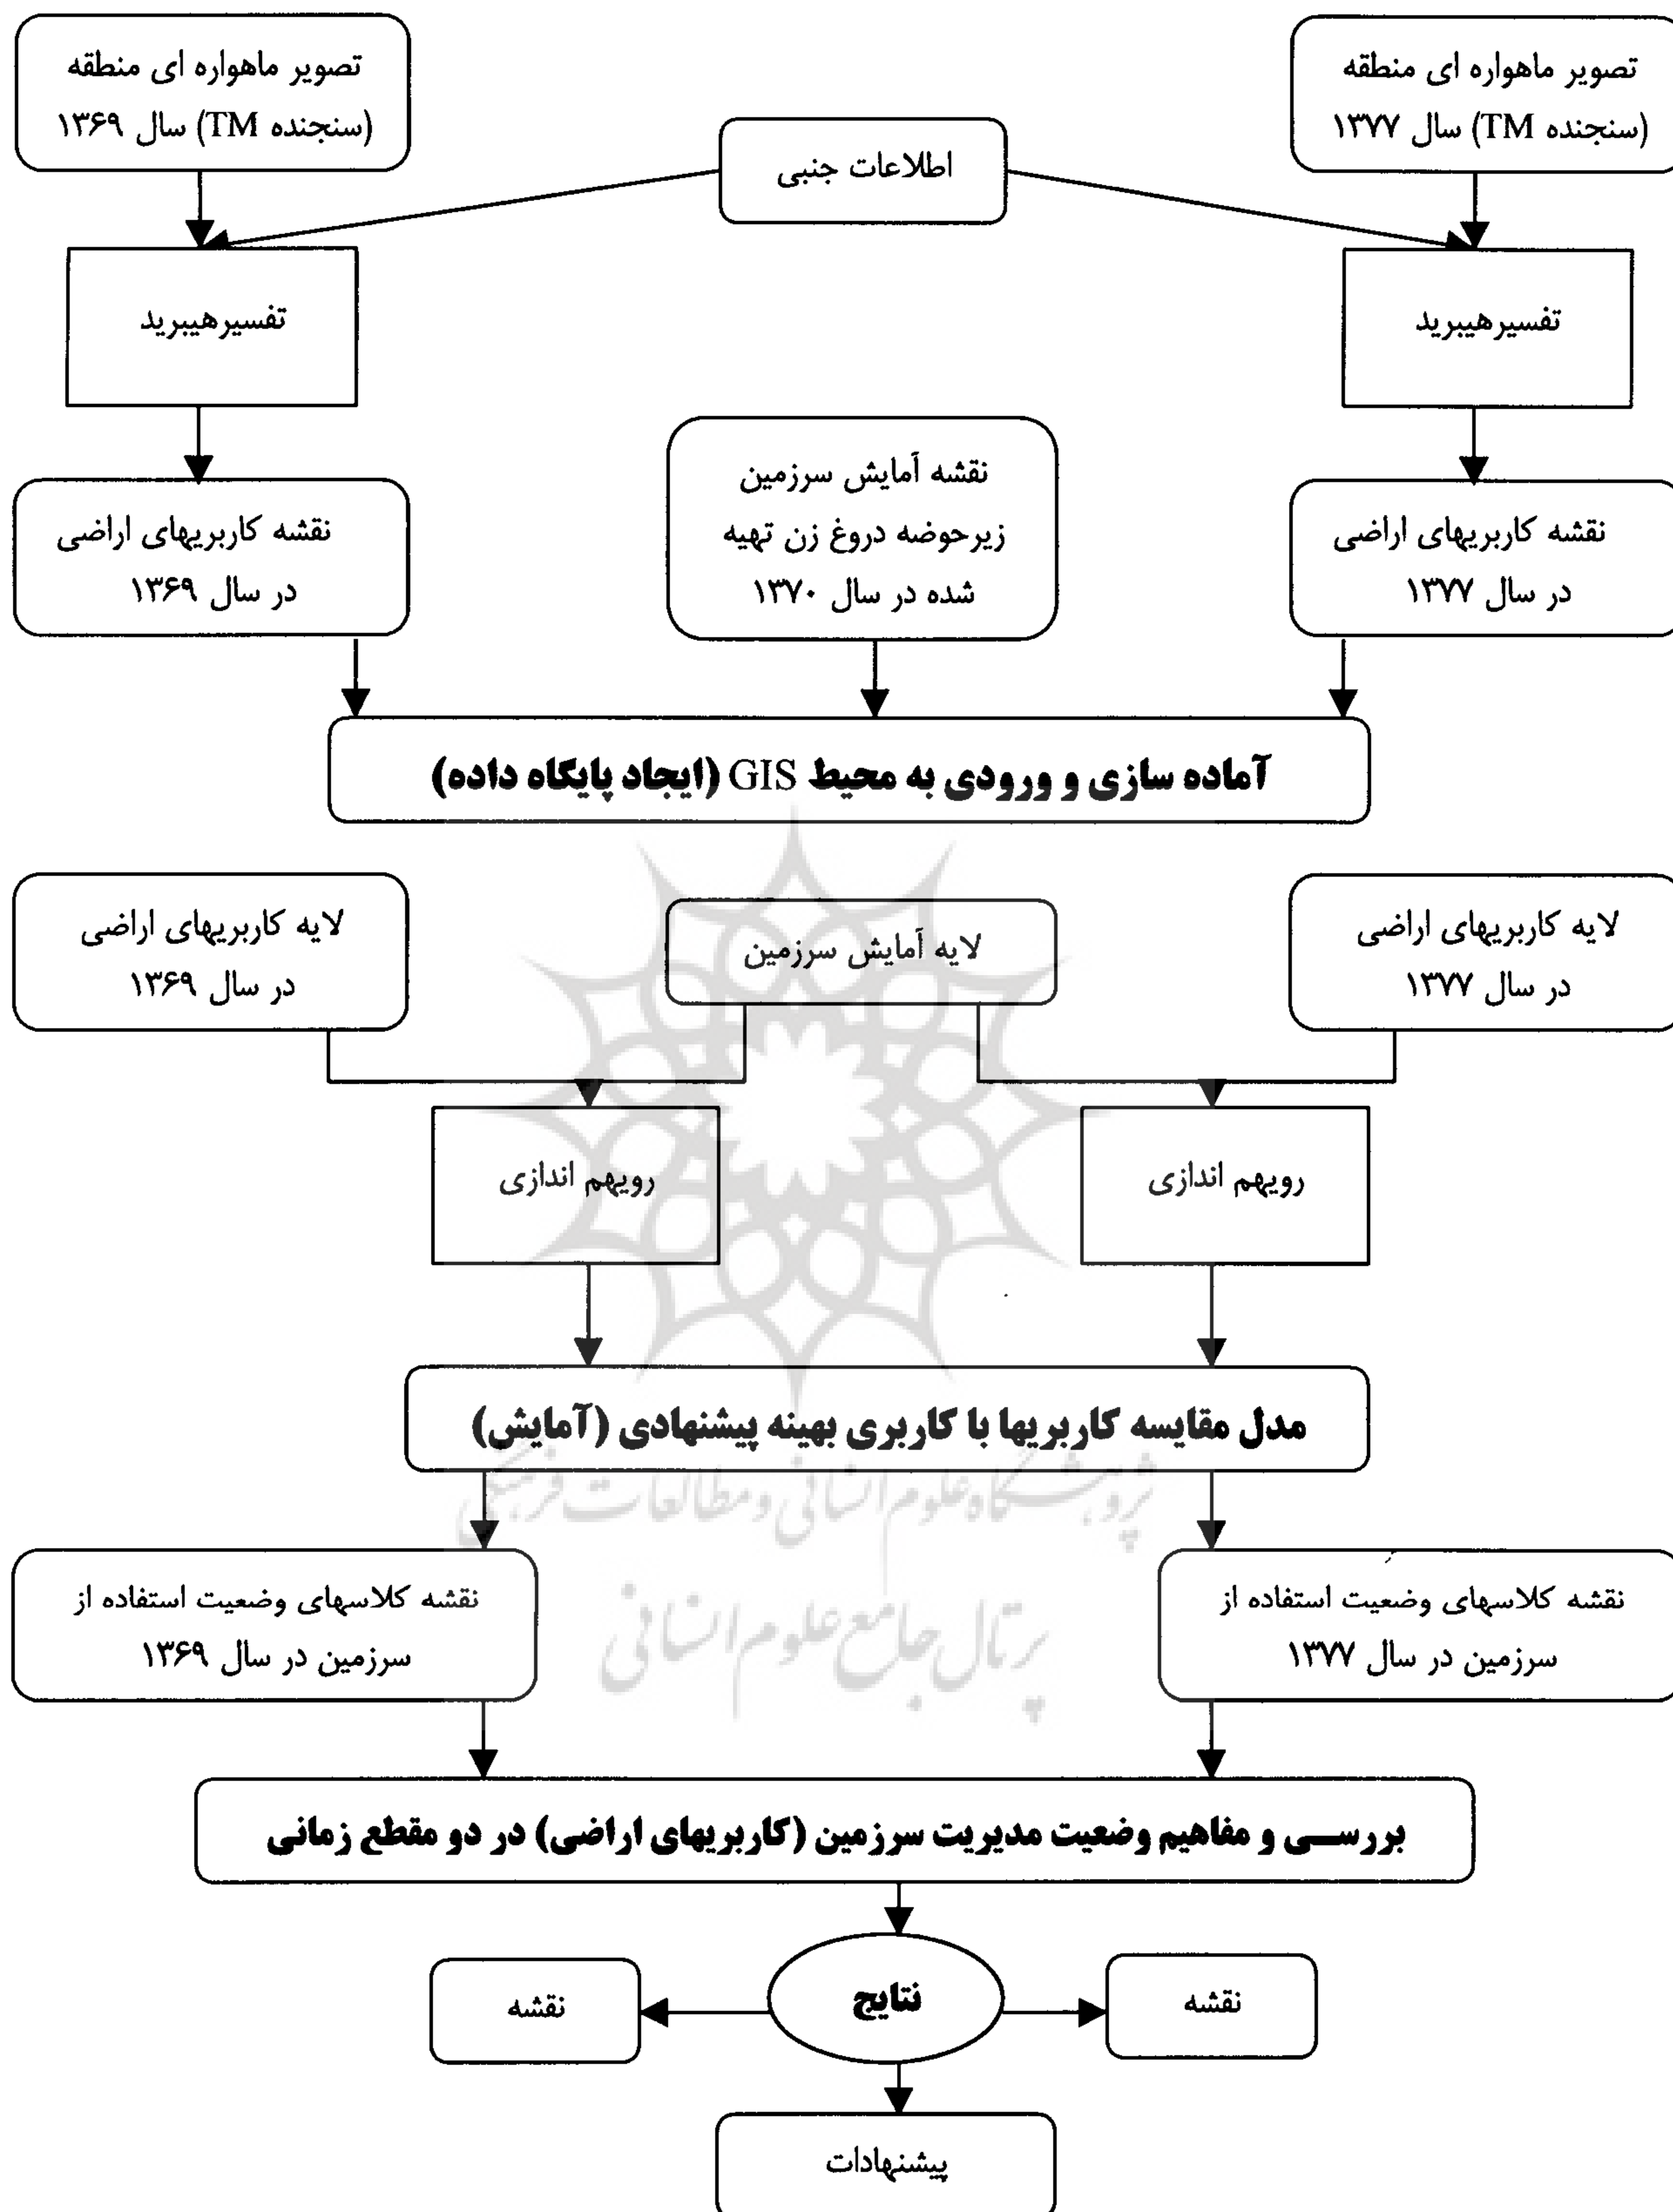 تصویر ماهواره ای منطقه
(سنجنده TM) سال ۱۳۷۷
تصویر ماهواره ای منطقه
(سنجنده TM) سال ۱۳۶۹
اطلاعات جنبی
تفسیرهیبرید
تفسیرهیبرید
نقشه کاربریهای اراضی
در سال ۱۳۷۷
نقشه آمایش سرزمین
زیرحوضه دروغ زن تهیه
شده در سال ۱۳۷۰
نقشه کاربریهای اراضی
در سال ۱۳۶۹
آماده سازی و ورودی به محیط GIS (ایجاد پایگاه داده)
لایه کاربریهای اراضی
در سال ۱۳۷۷
لایه آمایش سرزمین
لایه کاربریهای اراضی
در سال ۱۳۶۹
رویهم اندازی
رویهم اندازی
مدل مقایسه کاربریها با کاربری بهینه پیشنهادی (آمایش)
پژوهشگاه علوم انسانی و مطالعات فرهنگی
نقشه کلاسهای وضعیت استفاده از
سرزمین در سال ۱۳۷۷
نقشه کلاسهای وضعیت استفاده از
سرزمین در سال ۱۳۶۹
پرتال جامع علوم انسانی
بررسی و مفاهیم وضعیت مدیریت سرزمین (کاربریهای اراضی) در دو مقطع زمانی
نتایج
نقشه
نقشه
پیشنهادات